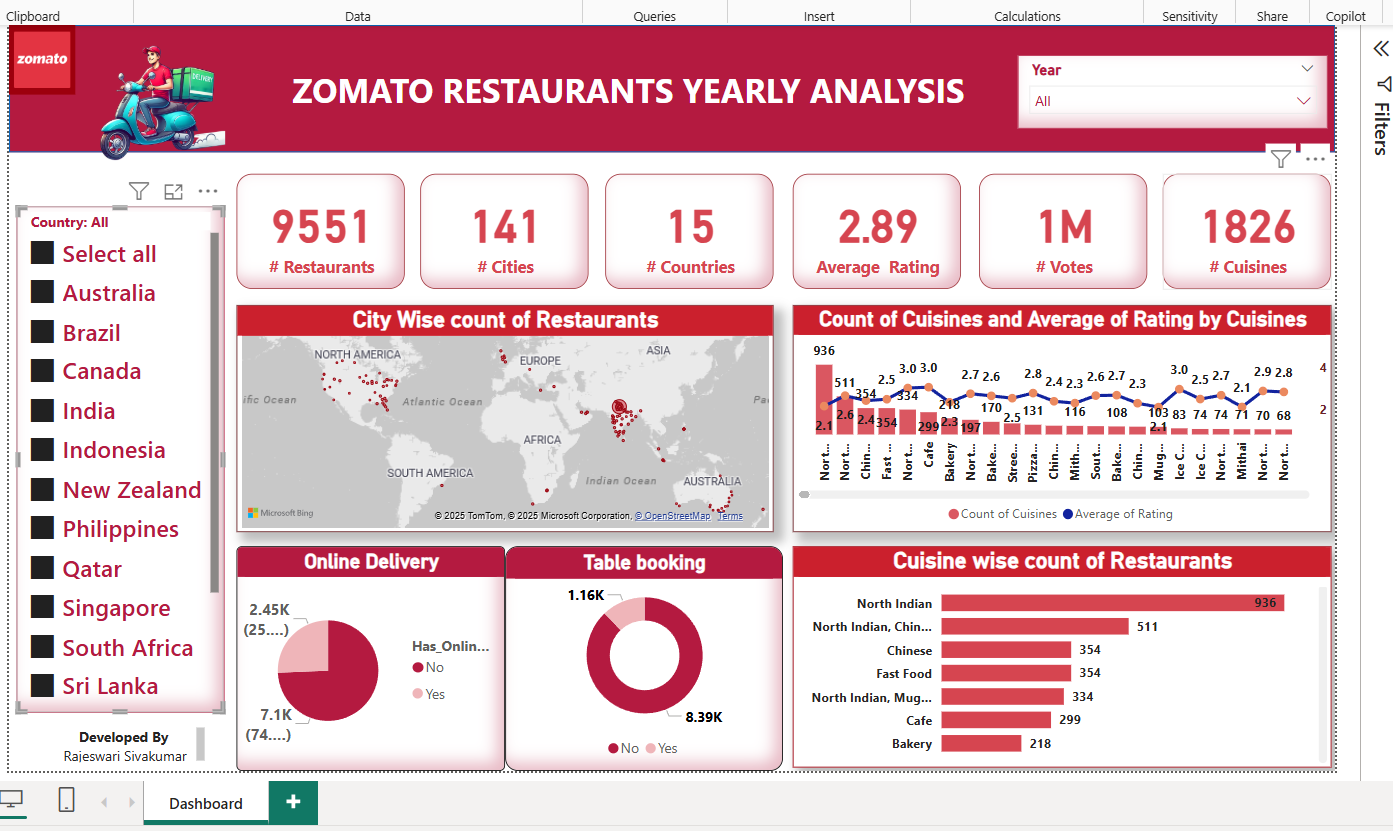 Clipboard
Data
Queries
Insert
Calculations
Sensitivity
Share
Copilot
zomato
DELIVERY
ZOMATO RESTAURANTS YEARLY ANALYSIS
Year
All
Filters
Country: All
Select all
Australia
Brazil
Canada
India
Indonesia
New Zealand
Philippines
Qatar
Singapore
South Africa
Sri Lanka
Developed By
Rajeswari Sivakumar
9551
# Restaurants
141
# Cities
15
# Countries
2.89
Average Rating
1M
# Votes
1826
# Cuisines
City Wise count of Restaurants
NORTH AMERICA
EUROPE
ASIA
ific Ocean
Atlantic Ocean
Pac
AFRICA
SOUTH AMERICA
Indian Ocean
AUSTRALIA
Microsoft Bing
© 2025 TomTom, © 2025 Microsoft Corporation, © OpenStreetMap Terms
Count of Cuisines and Average of Rating by Cuisines
936
511
354
354
334
299
218
197
170
131
116
108
103
83
74
74
71
70
68
2.1
2.6
2.4
2.5
3.0
3.0
2.3
2.7
2.6
2.5
2.8
2.4
2.3
2.6
2.7
2.3
2.1
3.0
2.5
2.7
2.1
2.9
2.8
4
2
Nort...
Nort...
Chin...
Fast ...
Nort...
Cafe
Bakery
Nort...
Bake...
Stree...
Pizza...
Chin...
Mith...
Sout...
Bake...
Chin...
Mug...
Ice C...
Ice C...
Nort...
Mithai
Nort...
Nort...
Count of Cuisines
Average of Rating
Online Delivery
2.45K
(25....)
7.1K
(74....)
Has_Onlin...
No
Yes
Table booking
1.16K
8.39K
No
Yes
Cuisine wise count of Restaurants
North Indian 936
North Indian, Chin... 511
Chinese 354
Fast Food 354
North Indian, Mug... 334
Cafe 299
Bakery 218
Dashboard